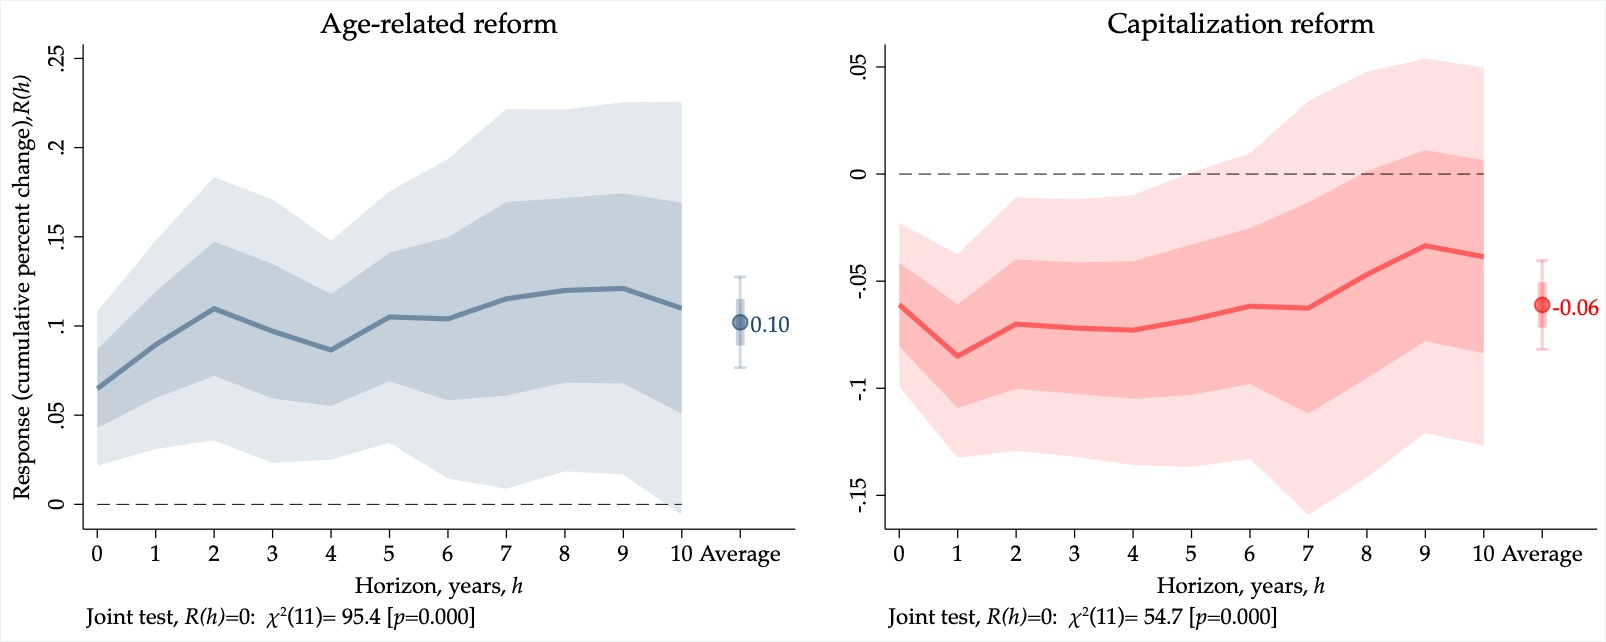 Age-related reform
Response (cumulative percent change),R(h)
.25
.2
.15
.1
.05
0
0.10
0 1 2 3 4 5 6 7 8 9 10 Average
Horizon, years, h
Joint test, R(h)=0: χ²(11)= 95.4 [p=0.000]
Capitalization reform
.05
0
-.05
-.1
-.15
-0.06
0 1 2 3 4 5 6 7 8 9 10 Average
Horizon, years, h
Joint test, R(h)=0: χ²(11)= 54.7 [p=0.000]